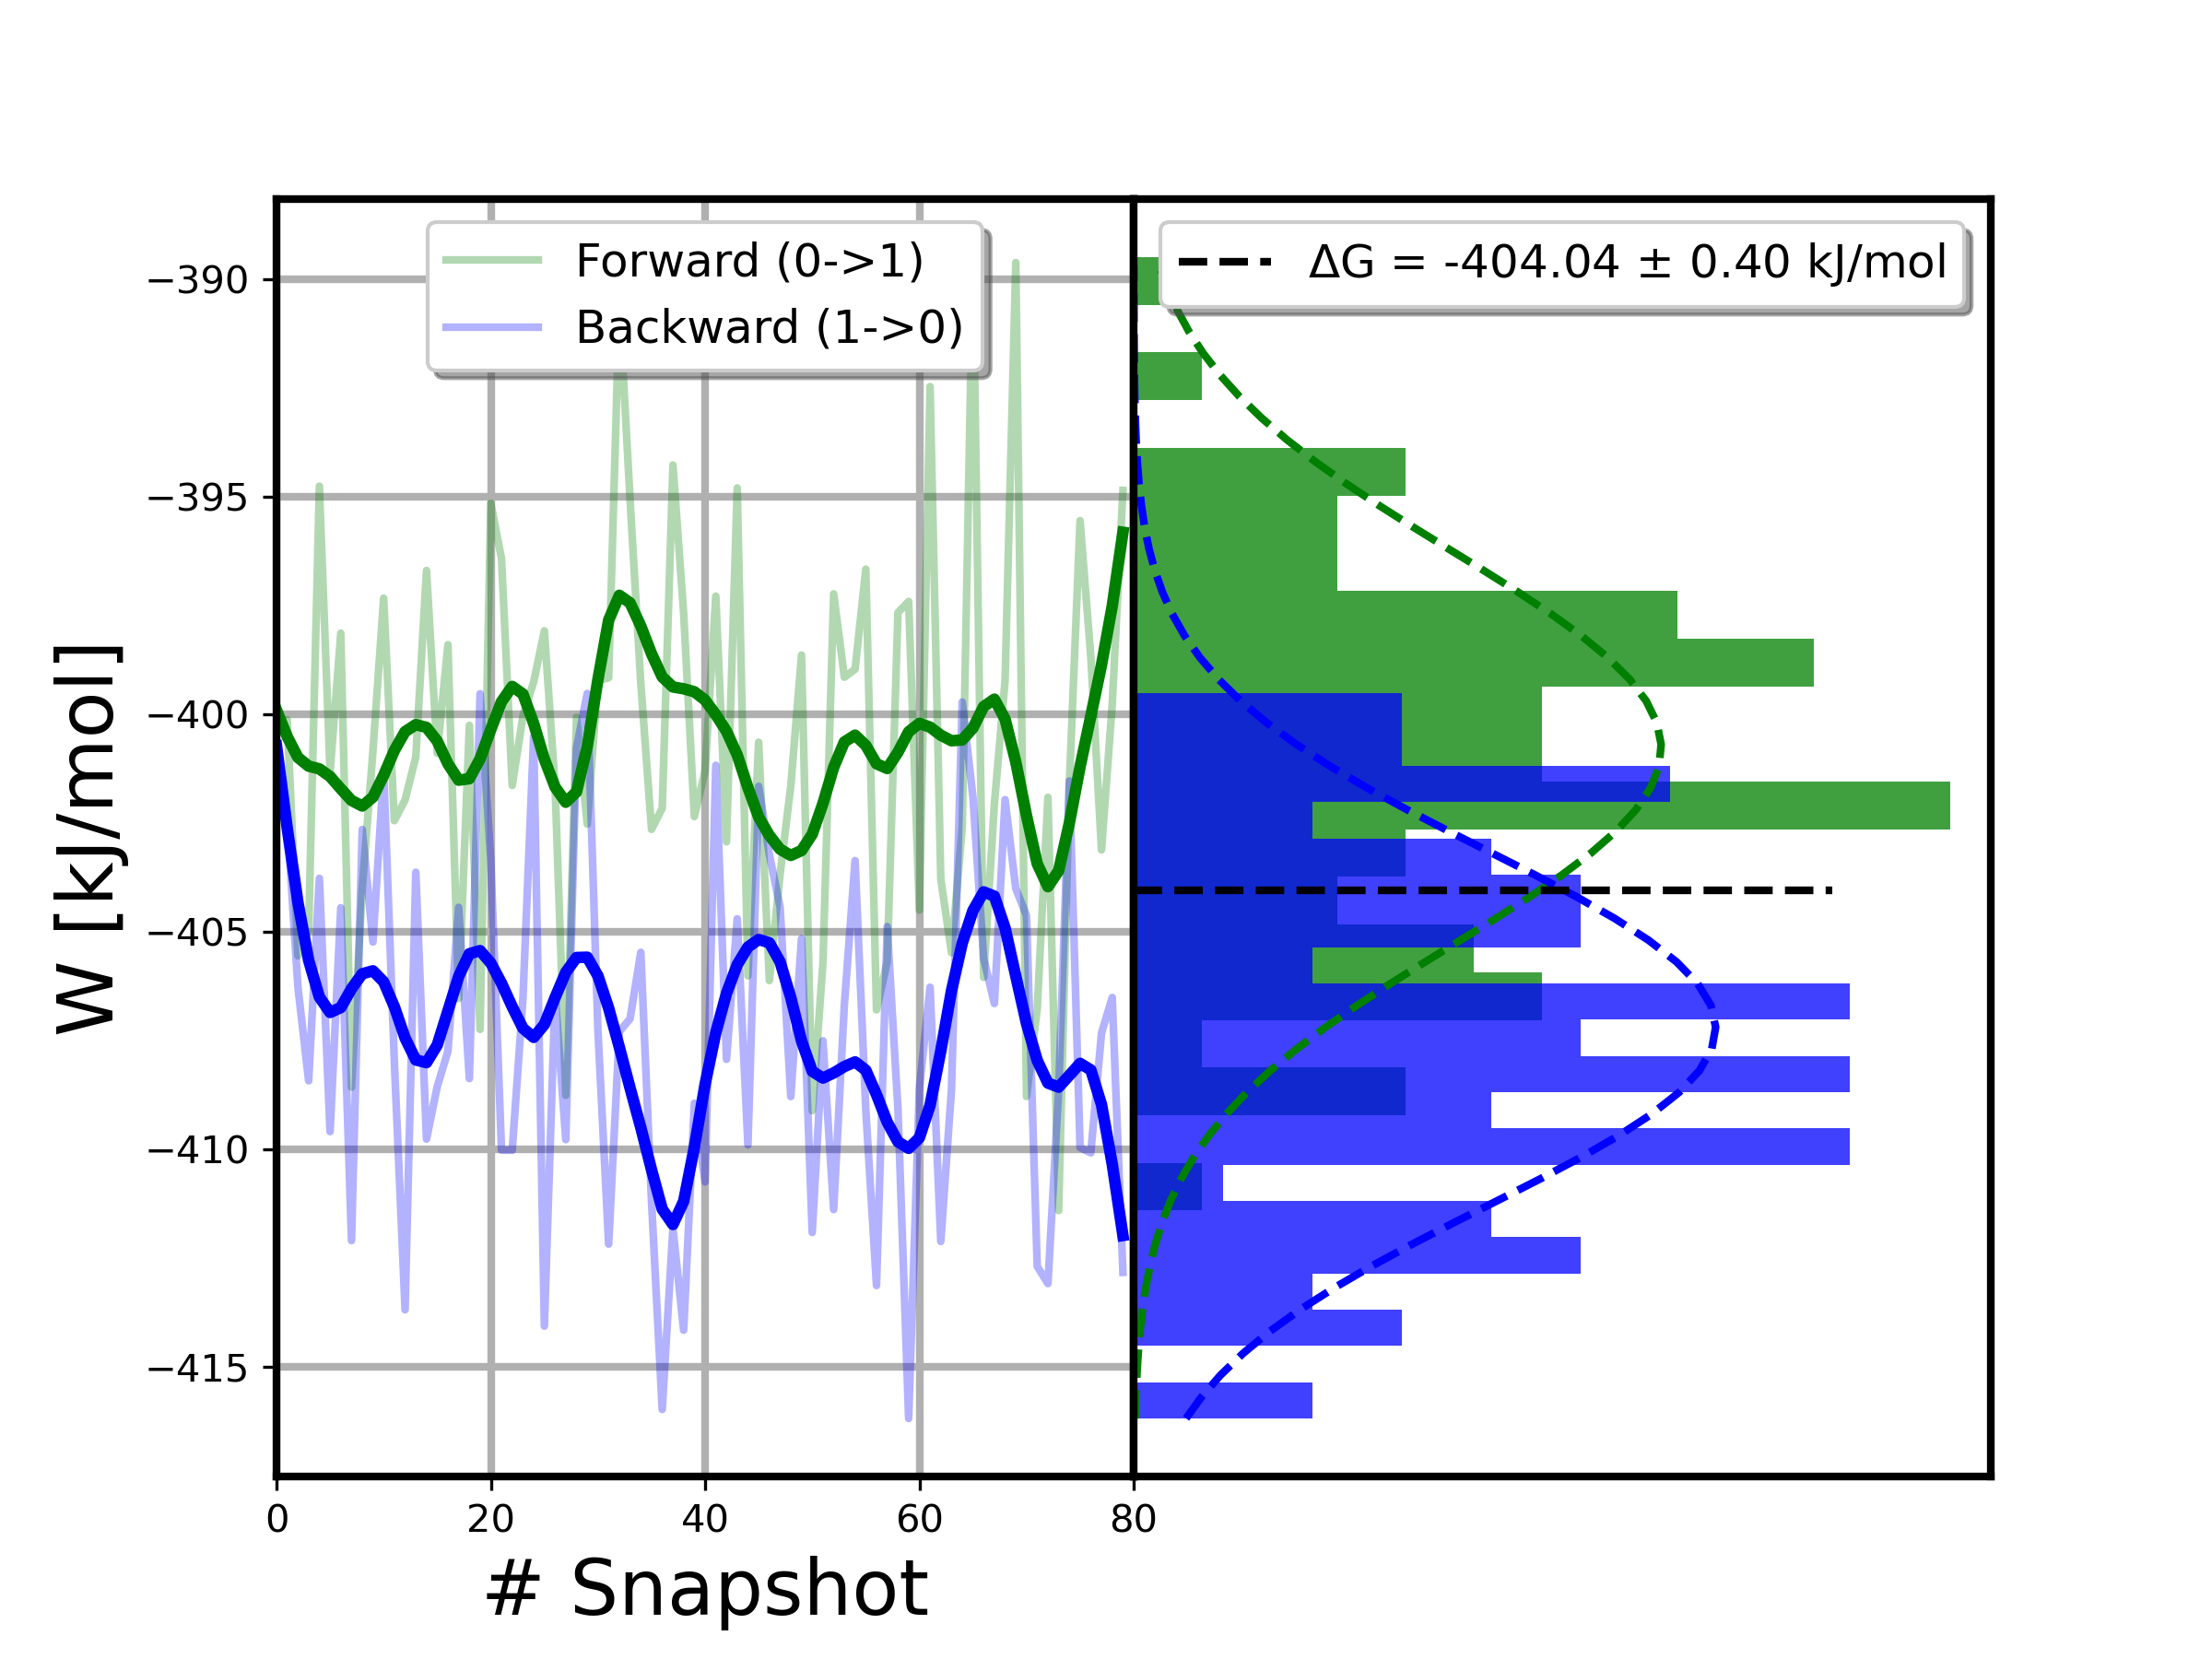 Forward (0->1)
Backward (1->0)
ΔG = -404.04 ± 0.40 kJ/mol
W [kJ/mol]
−390
−395
−400
−405
−410
−415
0 20 40 60 80
# Snapshot